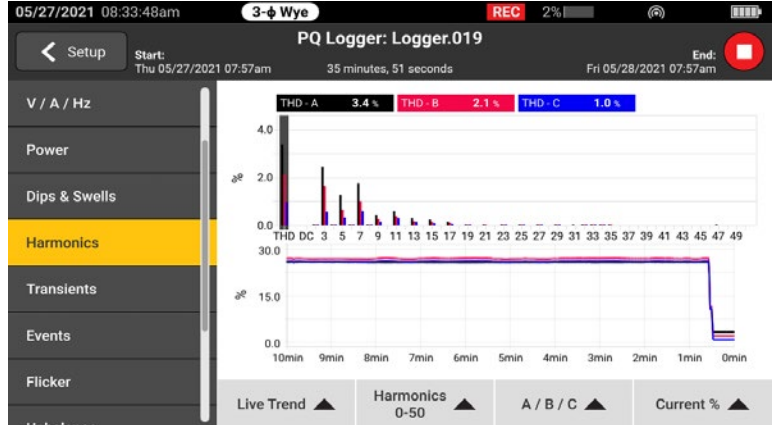 05/27/2021 08:33:48am 3-ϕ Wye REC 2%
PQ Logger: Logger.019
Setup
Start:
Thu 05/27/2021 07:57am
35 minutes, 51 seconds
End:
Fri 05/28/2021 07:57am
V / A / Hz
Power
Dips & Swells
Harmonics
Transients
Events
Flicker
THD - A 3.4 % THD - B 2.1 % THD - C 1.0 %
4.0
%
2.0
0.0
THD DC 3 5 7 9 11 13 15 17 19 21 23 25 27 29 31 33 35 37 39 41 43 45 47 49
30.0
%
15.0
0.0
10min 9min 8min 7min 6min 5min 4min 3min 2min 1min 0min
Live Trend
Harmonics
0-50
A / B / C
Current %